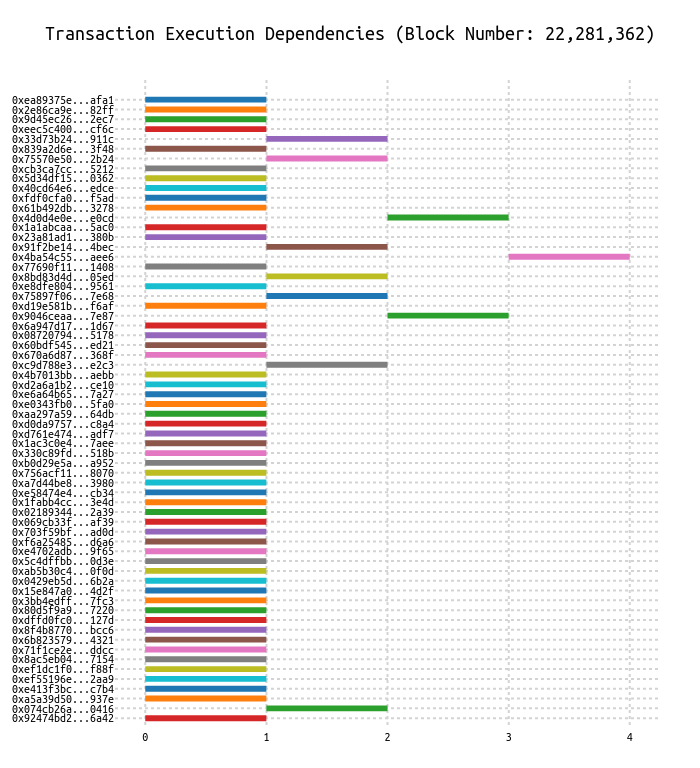 Transaction Execution Dependencies (Block Number: 22,281,362)
0xea89375e...afa1
0x2e86ca9e...82ff
0x9d45ec26...2ec7
0xeec5c400...cf6c
0x33d73b24...911c
0x839a2d6e...3f48
0x75570e50...2b24
0xcb3ca7cc...5212
0x5d34df15...0362
0x40cd64e6...edce
0xfdf0cfa0...f5ad
0x61b492db...3278
0x4d0d4e0e...e0cd
0x1a1abcaa...5ac0
0x23a81ad1...380b
0x91f2be14...4bec
0x4ba54c55...aee6
0x77690f11...1408
0x8bd83d4d...05ed
0xe8dfe804...9561
0x75897f06...7e68
0xd19e581b...f6af
0x9046ceaa...7e87
0x6a947d17...1d67
0x08720794...5178
0x60bdf545...ed21
0x670a6d87...368f
0xc9d788e3...e2c3
0x4b7013bb...aebb
0xd2a6a1b2...ce10
0xe6a64b65...7a27
0xe0343fb0...5fa0
0xaa297a59...64db
0xd0da9757...c8a4
0xd761e474...adf7
0x1ac3c0e4...7aee
0x330c89fd...518b
0xb0d29e5a...a952
0x756acf11...8070
0xa7d44be8...3980
0xe58474e4...cb34
0x1fabb4cc...3e4d
0x02189344...2a39
0x069cb33f...af39
0x703f59bf...ad0d
0xf6a25485...d6a6
0xe4702adb...9f65
0x5c4dffbb...0d3e
0xab5b30c4...0f0d
0x0429eb5d...6b2a
0x15e847a0...4d2f
0x3bb4edff...7fc3
0x80d5f9a9...7220
0xdffd0fc0...127d
0x8f4b8770...bcc6
0x6b823579...4321
0x71f1ce2e...ddcc
0x8ac5eb04...7154
0xef1dc1f0...f88f
0xef55196e...2aa9
0xe413f3bc...c7b4
0xa5a39d50...937e
0x074cb26a...0416
0x92474bd2...6a42
0 1 2 3 4